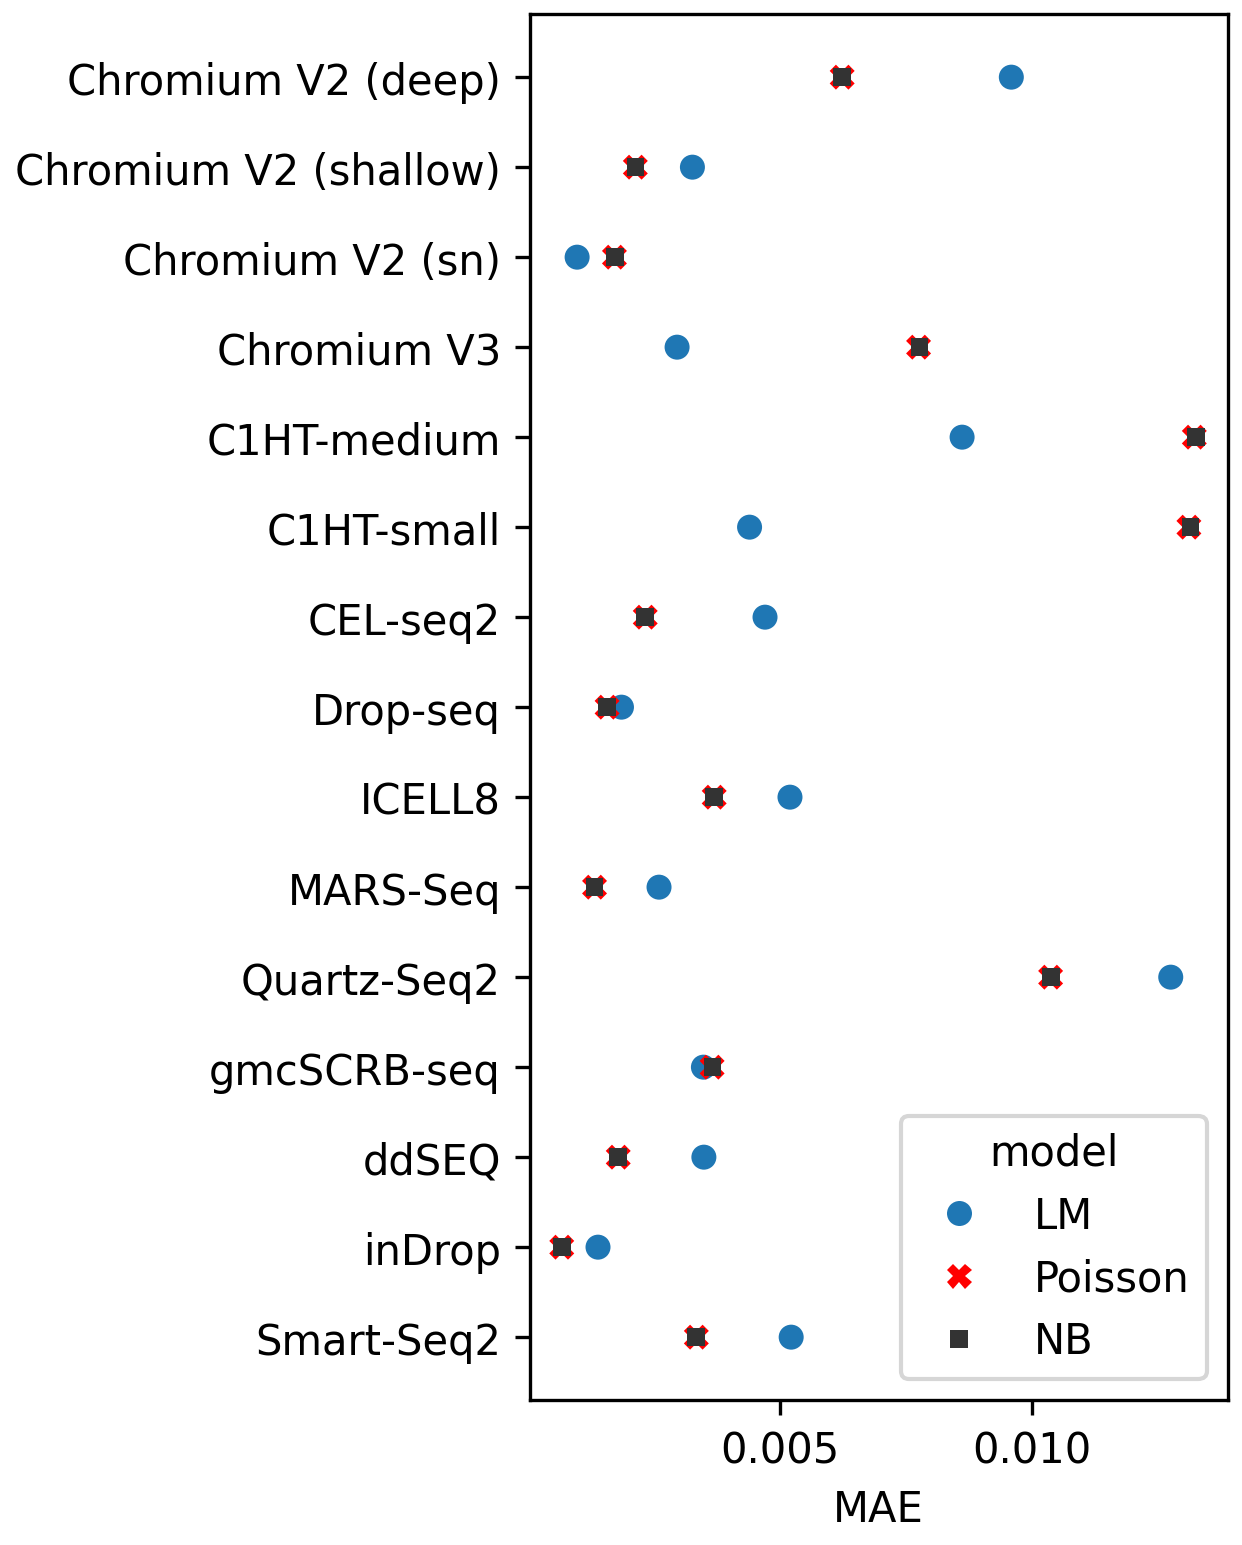 Chromium V2 (deep)
Chromium V2 (shallow)
Chromium V2 (sn)
Chromium V3
C1HT-medium
C1HT-small
CEL-seq2
Drop-seq
ICELL8
MARS-Seq
Quartz-Seq2
gmcSCRB-seq
ddSEQ
inDrop
Smart-Seq2
model
LM
Poisson
NB
0.005 0.010
MAE